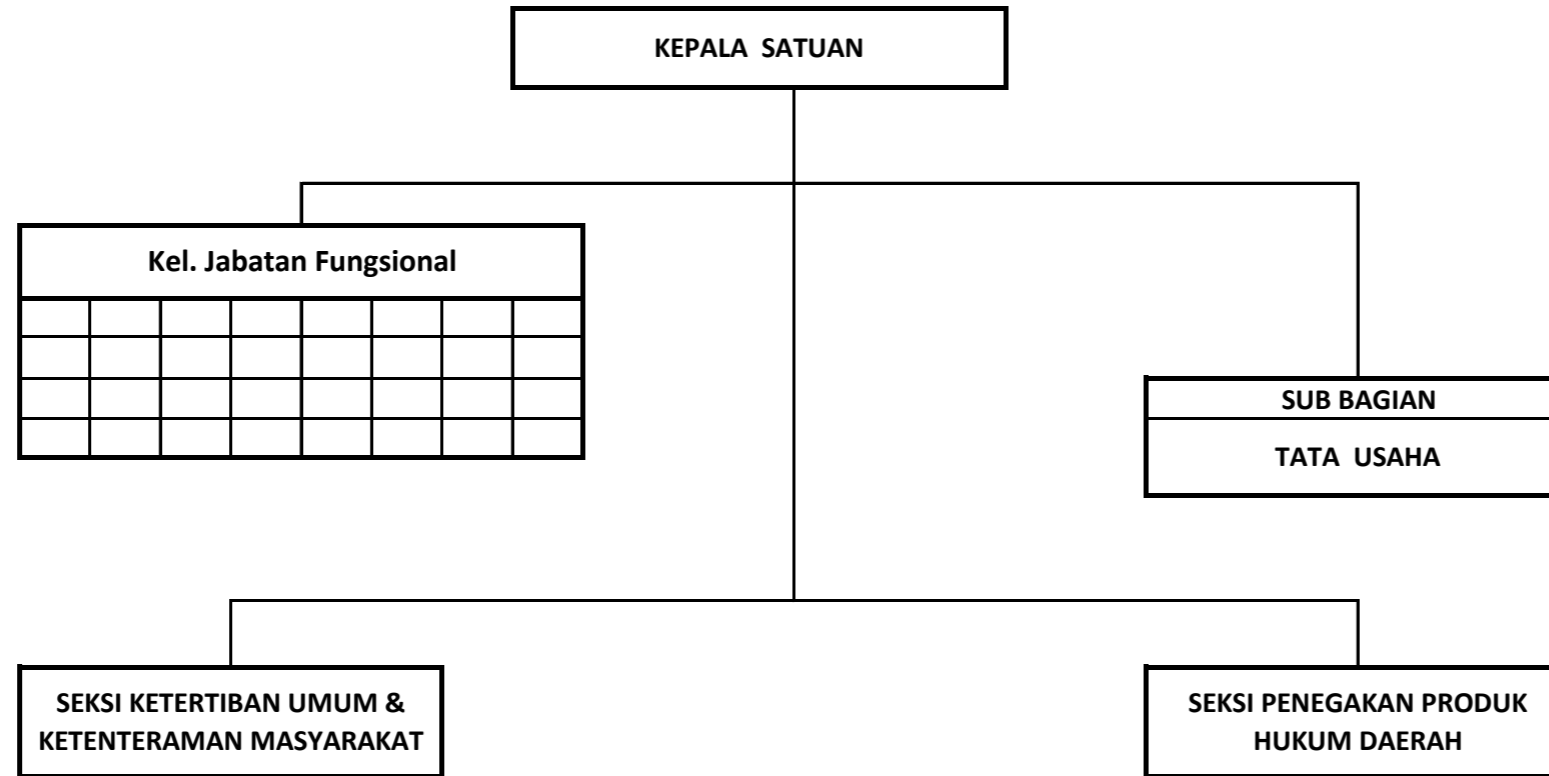 KEPALA SATUAN
Kel. Jabatan Fungsional
SUB BAGIAN
TATA USAHA
SEKSI KETERTIBAN UMUM &
KETENTERAMAN MASYARAKAT
SEKSI PENEGAKAN PRODUK
HUKUM DAERAH